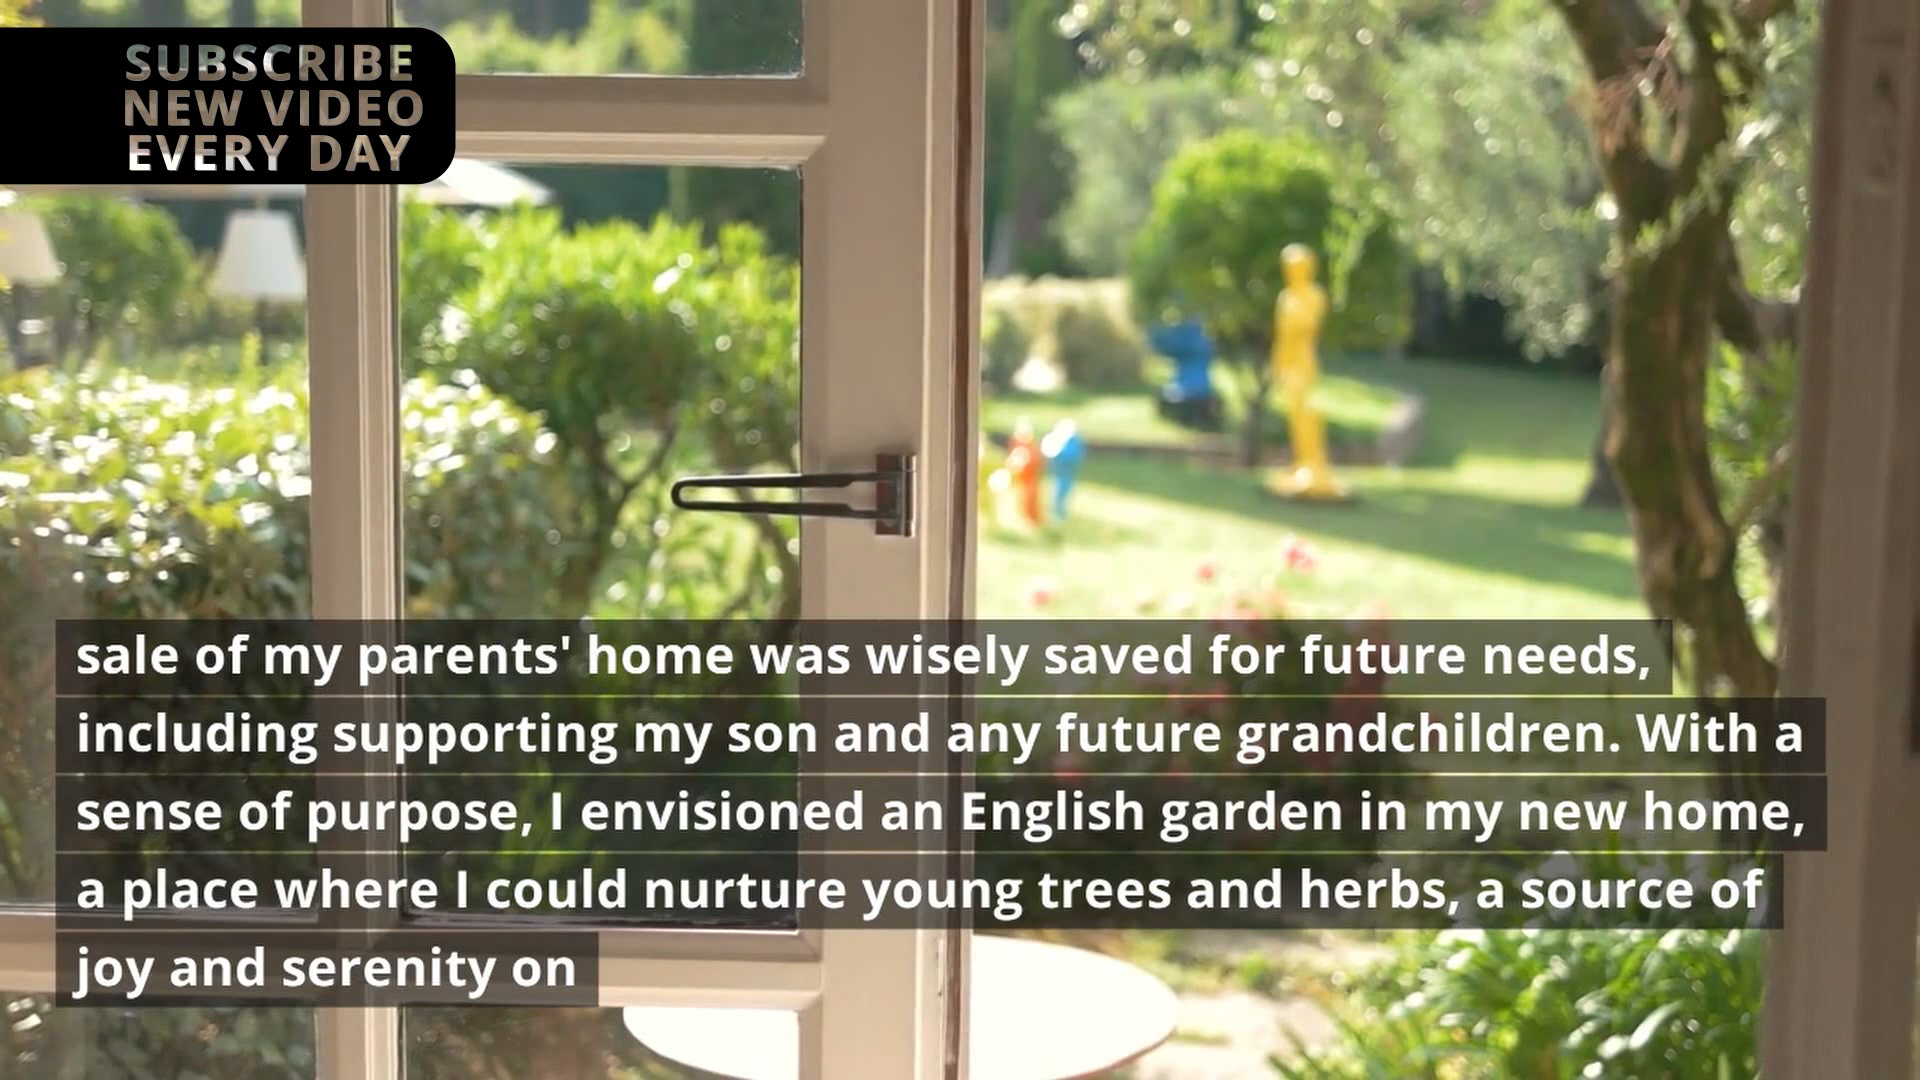 SUBSCRIBE
NEW VIDEO
EVERY DAY
sale of my parents' home was wisely saved for future needs,
including supporting my son and any future grandchildren. With a
sense of purpose, I envisioned an English garden in my new home,
a place where I could nurture young trees and herbs, a source of
joy and serenity on